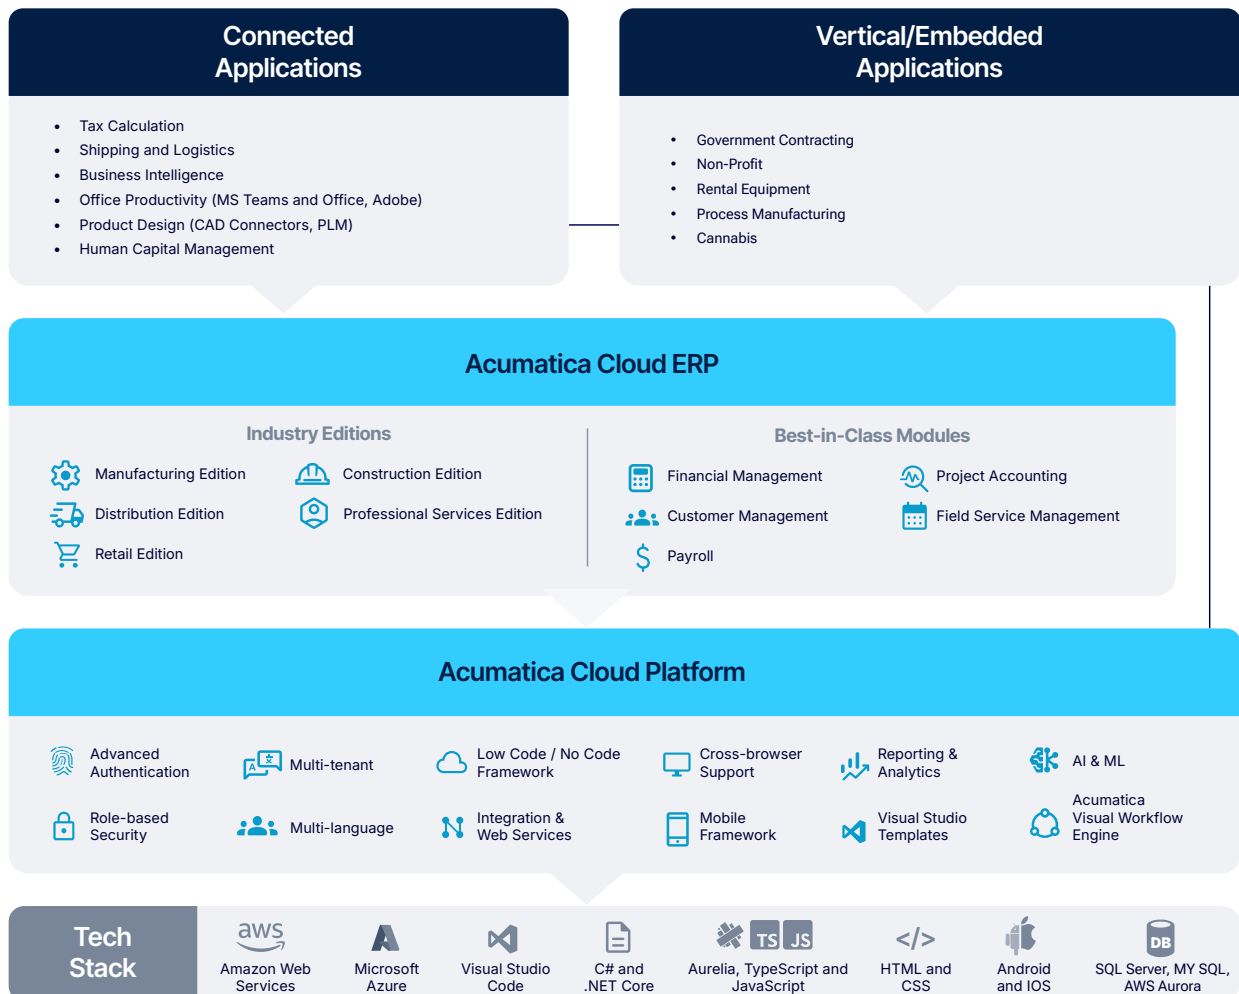 Connected
Applications
• Tax Calculation
• Shipping and Logistics
• Business Intelligence
• Office Productivity (MS Teams and Office, Adobe)
• Product Design (CAD Connectors, PLM)
• Human Capital Management
Vertical/Embedded
Applications
• Government Contracting
• Non-Profit
• Rental Equipment
• Process Manufacturing
• Cannabis
Acumatica Cloud ERP
Industry Editions
Manufacturing Edition
Distribution Edition
Retail Edition
Construction Edition
Professional Services Edition
Best-in-Class Modules
Financial Management
Customer Management
Payroll
Project Accounting
Field Service Management
Acumatica Cloud Platform
Advanced
Authentication
A
Multi-tenant
Low Code / No Code
Framework
Cross-browser
Support
Reporting &
Analytics
AI & ML
Role-based
Security
Multi-language
Integration &
Web Services
Mobile
Framework
Visual Studio
Templates
Acumatica
Visual Workflow
Engine
Tech
Stack
aws
Amazon Web
Services
Microsoft
Azure
Visual Studio
Code
C# and
.NET Core
TS JS
Aurelia, TypeScript and
JavaScript
</>
HTML and
CSS
Android
and IOS
DB
SQL Server, MY SQL,
AWS Aurora